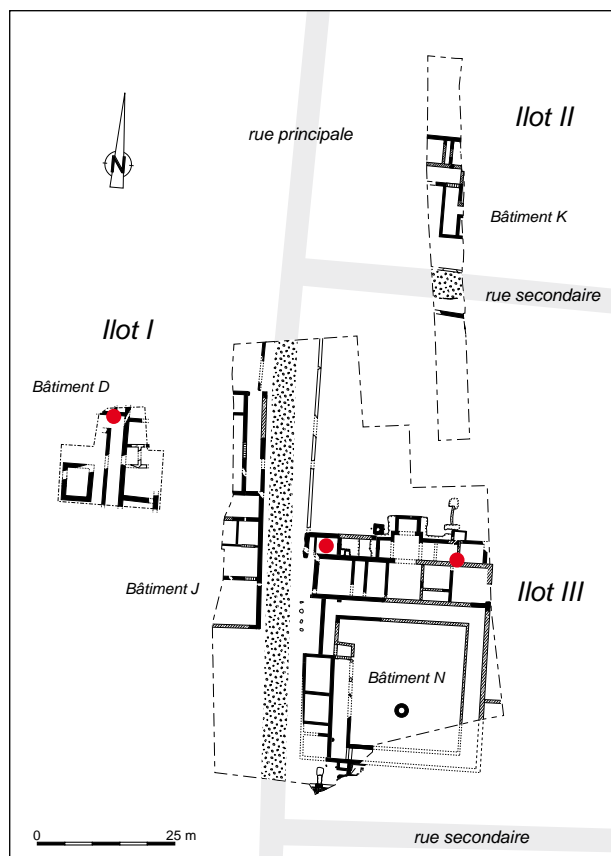 Ilot II
rue principale
N
Bâtiment K
rue secondaire
Ilot I
Bâtiment D
Bâtiment J
Ilot III
Bâtiment N
0 25 m
rue secondaire